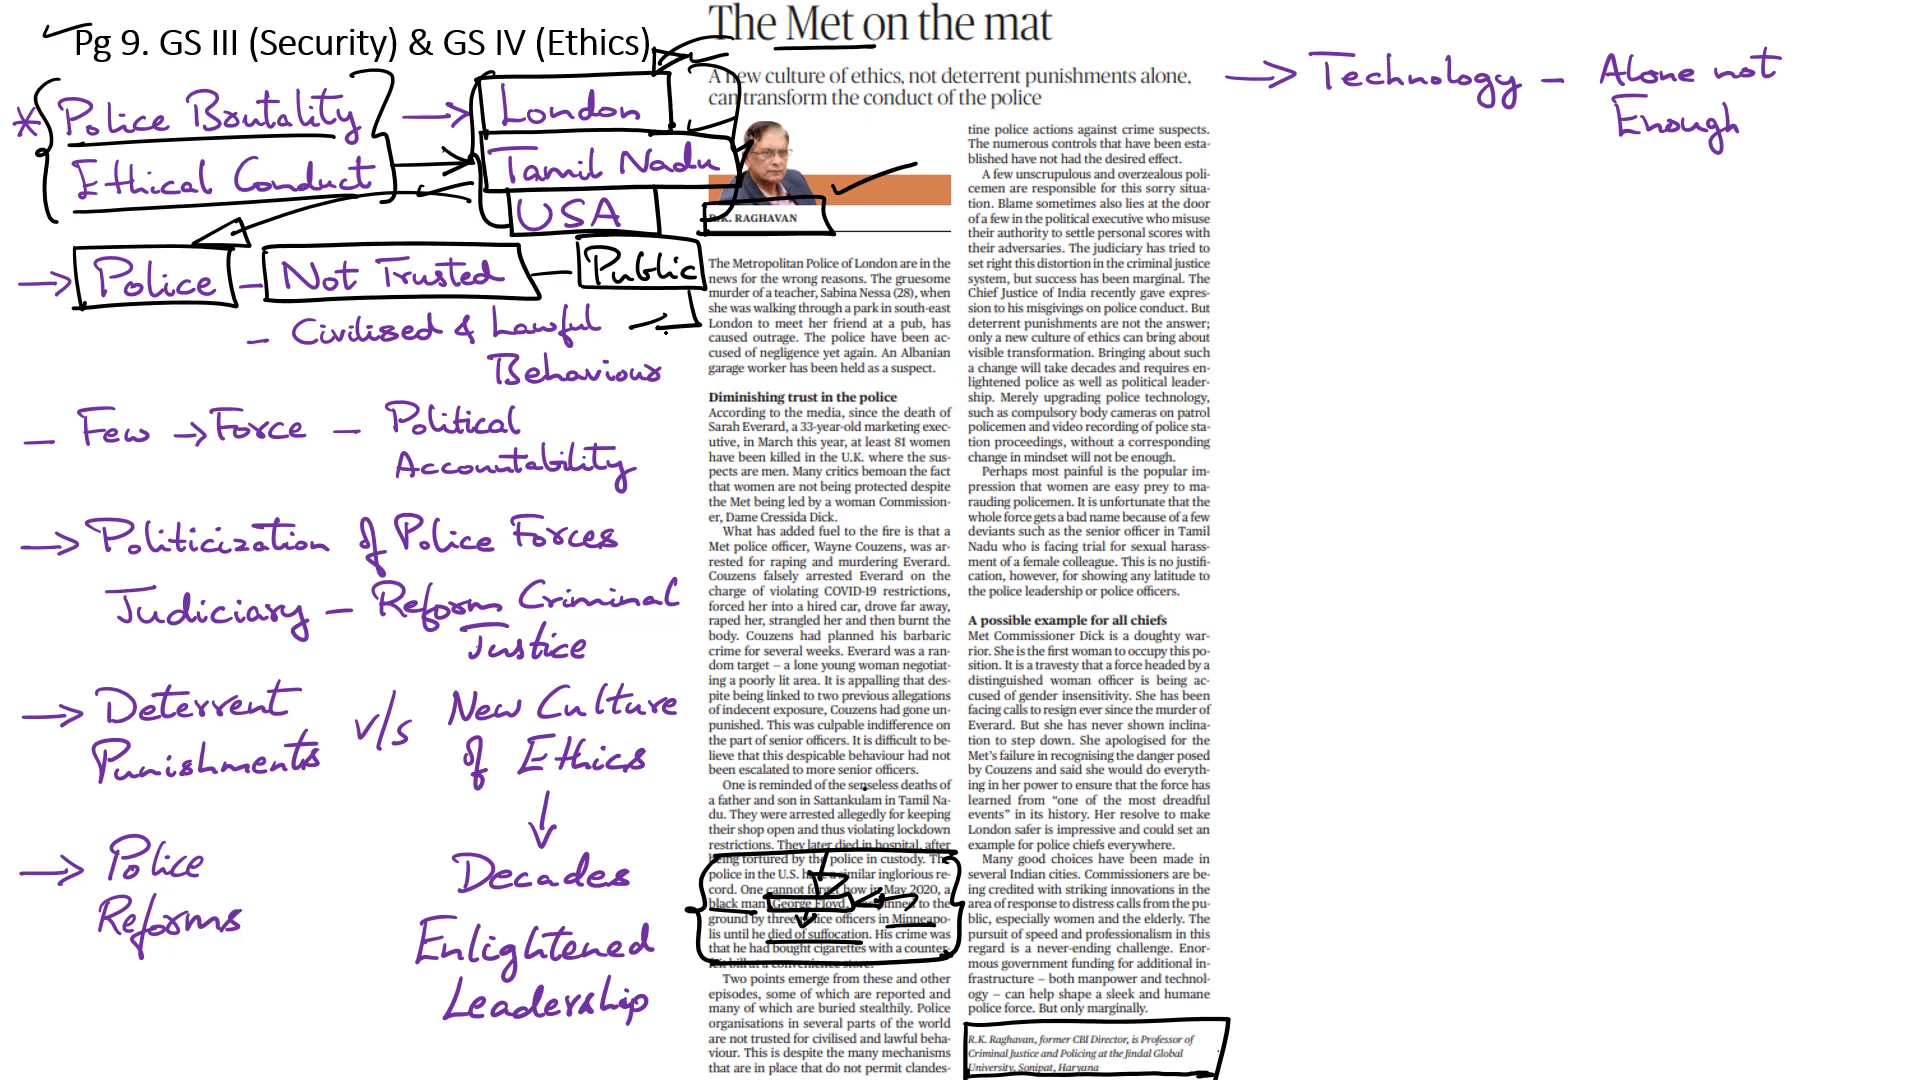 Pg 9. GS III (Security) & GS IV (Ethics)
* Police Brutality → London
Ethical Conduct → Tamil Nadu
USA
→ Police - Not Trusted - Public
- Civilised & Lawful
Behaviour
- Few → Force - Political
Accountability
→ Politicization of Police Forces
Judiciary - Reforms Criminal
Justice
→ Deterrent
Punishments
v/s
New Culture
of Ethics
↓
Decades
Enlightened
Leadership
→ Police
Reforms
The Met on the mat
A new culture of ethics, not deterrent punishments alone,
can transform the conduct of the police
R.K. RAGHAVAN
The Metropolitan Police of London are in the
news for the wrong reasons. The gruesome
murder of a teacher, Sabina Nessa (28), when
she was walking through a park in south-east
London to meet her friend at a pub, has
caused outrage. The police have been ac-
cused of negligence yet again. An Albanian
garage worker has been held as a suspect.
Diminishing trust in the police
According to the media, since the death of
Sarah Everard, a 33-year-old marketing exec-
utive, in March this year, at least 81 women
have been killed in the U.K. where the sus-
pects are men. Many critics bemoan the fact
that women are not being protected despite
the Met being led by a woman Commission-
er, Dame Cressida Dick.
What has added fuel to the fire is that a
Met police officer, Wayne Couzens, was ar-
rested for raping and murdering Everard.
Couzens falsely arrested Everard on the
charge of violating COVID-19 restrictions,
forced her into a hired car, drove far away,
raped her, strangled her and then burnt the
body. Couzens had planned his barbaric
crime for several weeks. Everard was a ran-
dom target – a lone young woman negotiat-
ing a poorly lit area. It is appalling that des-
pite being linked to two previous allegations
of indecent exposure, Couzens had gone un-
punished. This was culpable indifference on
the part of senior officers. It is difficult to be-
lieve that this despicable behaviour had not
been escalated to more senior officers.
One is reminded of the senseless deaths of
a father and son in Sattankulam in Tamil Na-
du. They were arrested allegedly for keeping
their shop open and thus violating lockdown
restrictions. They later died in hospital, after
being tortured by the police in custody. The
police in the U.S. have a similar inglorious re-
cord. One cannot forget how in May 2020, a
black man, George Floyd, was pinned to the
ground by three police officers in Minneapo-
lis until he died of suffocation. His crime was
that he had bought cigarettes with a counter-
feit bill at a convenience store.
Two points emerge from these and other
episodes, some of which are reported and
many of which are buried stealthily. Police
organisations in several parts of the world
are not trusted for civilised and lawful beha-
viour. This is despite the many mechanisms
that are in place that do not permit clandes-
tine police actions against crime suspects.
The numerous controls that have been esta-
blished have not had the desired effect.
A few unscrupulous and overzealous poli-
cemen are responsible for this sorry situa-
tion. Blame sometimes also lies at the door
of a few in the political executive who misuse
their authority to settle personal scores with
their adversaries. The judiciary has tried to
set right this distortion in the criminal justice
system, but success has been marginal. The
Chief Justice of India recently gave expres-
sion to his misgivings on police conduct. But
deterrent punishments are not the answer;
only a new culture of ethics can bring about
visible transformation. Bringing about such
a change will take decades and requires en-
lightened police as well as political leader-
ship. Merely upgrading police technology,
such as compulsory body cameras on patrol
policemen and video recording of police sta-
tion proceedings, without a corresponding
change in mindset will not be enough.
Perhaps most painful is the popular im-
pression that women are easy prey to ma-
rauding policemen. It is unfortunate that the
whole force gets a bad name because of a few
deviants such as the senior officer in Tamil
Nadu who is facing trial for sexual harass-
ment of a female colleague. This is no justifi-
cation, however, for showing any latitude to
the police leadership or police officers.
A possible example for all chiefs
Met Commissioner Dick is a doughty war-
rior. She is the first woman to occupy this po-
sition. It is a travesty that a force headed by a
distinguished woman officer is being ac-
cused of gender insensitivity. She has been
facing calls to resign ever since the murder of
Everard. But she has never shown inclina-
tion to step down. She apologised for the
Met's failure in recognising the danger posed
by Couzens and said she would do everyth-
ing in her power to ensure that the force has
learned from "one of the most dreadful
events" in its history. Her resolve to make
London safer is impressive and could set an
example for police chiefs everywhere.
Many good choices have been made in
several Indian cities. Commissioners are be-
ing credited with striking innovations in the
area of response to distress calls from the pu-
blic, especially women and the elderly. The
pursuit of speed and professionalism in this
regard is a never-ending challenge. Enor-
mous government funding for additional in-
frastructure – both manpower and technol-
ogy – can help shape a sleek and humane
police force. But only marginally.
R.K. Raghavan, former CBI Director, is Professor of
Criminal Justice and Policing at the Jindal Global
University, Sonipat, Haryana
→ Technology - Alone not
Enough